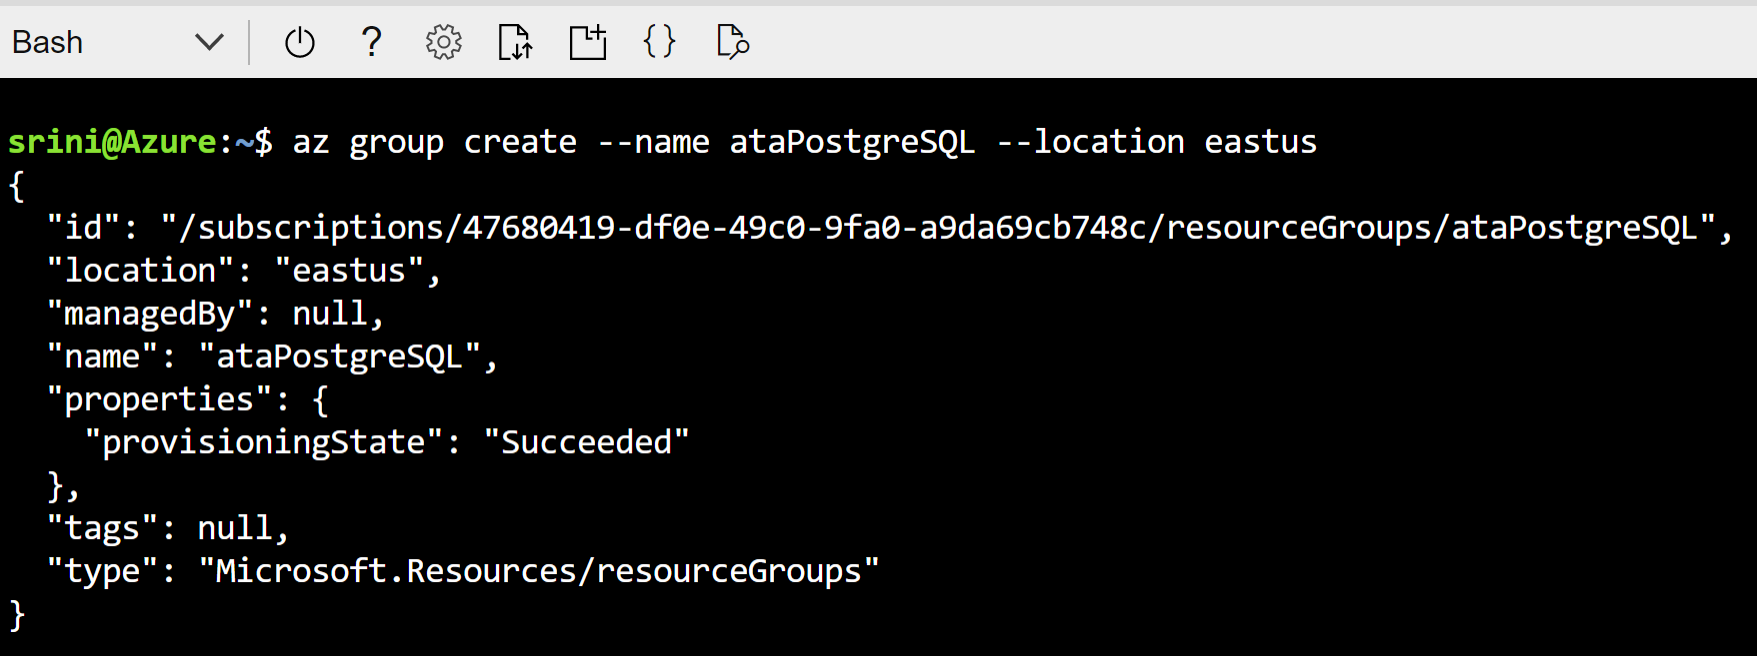 Bash
srini@Azure:~$ az group create --name ataPostgreSQL --location eastus
{
  "id": "/subscriptions/47680419-df0e-49c0-9fa0-a9da69cb748c/resourceGroups/ataPostgreSQL",
  "location": "eastus",
  "managedBy": null,
  "name": "ataPostgreSQL",
  "properties": {
    "provisioningState": "Succeeded"
  },
  "tags": null,
  "type": "Microsoft.Resources/resourceGroups"
}